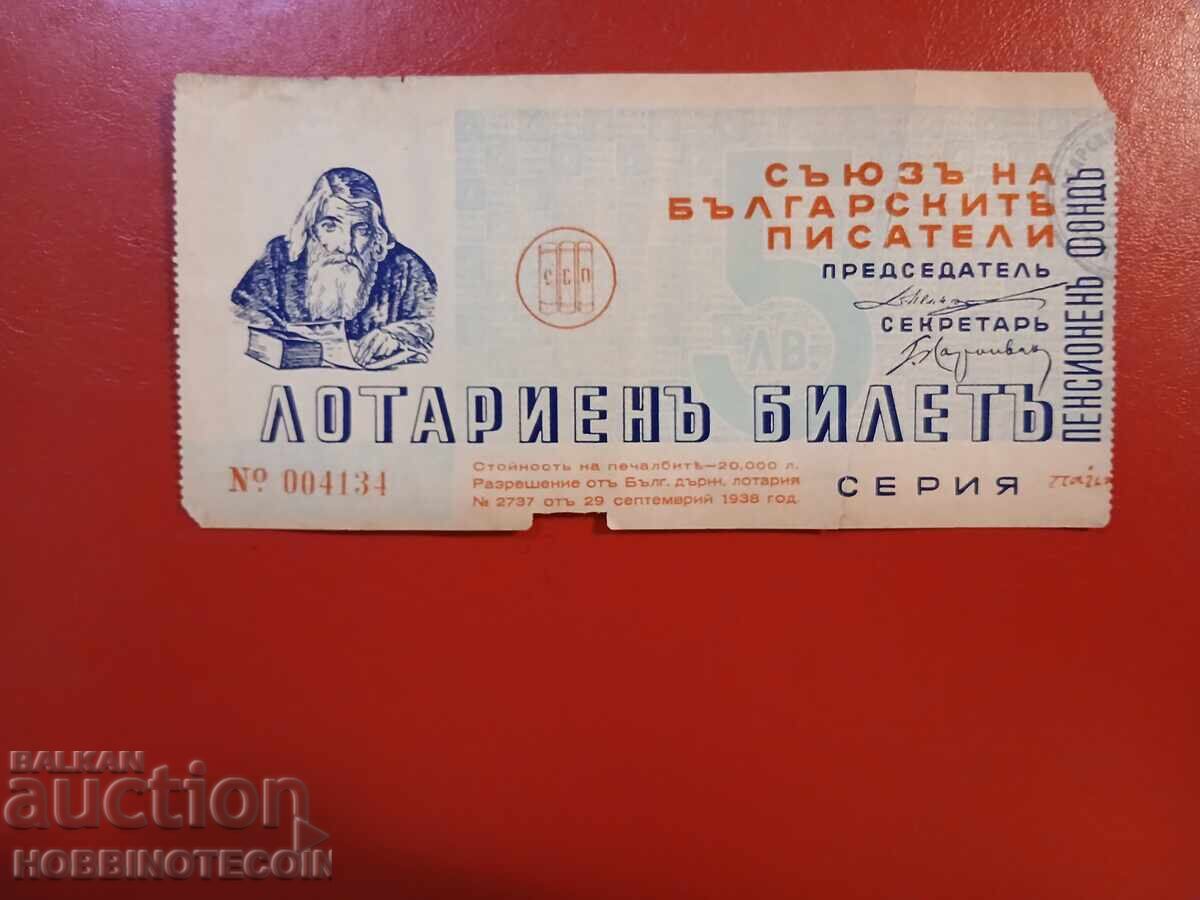 СЪЮЗЪ НА
БЪЛГАРСКИТѢ
ПИСАТЕЛИ
ПРЕДСЕДАТЕЛЬ
СЕКРЕТАРЬ
5
ЛВ.
С Б П
ПЕНСИОНЕНЪ ФОНДЪ
ЛОТАРИЕНЪ БИЛЕТЪ
№ 004134
Стойность на печалбитѣ—20,000 л.
Разрешение отъ Бълг. държ. лотария
№ 2737 отъ 29 септемврий 1938 год.
СЕРИЯ
BALKAN
auction
HOBBINOTECOIN